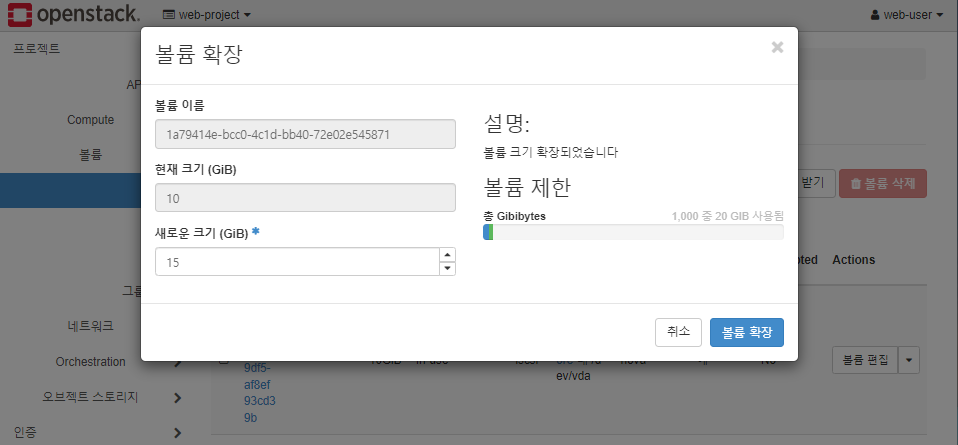 openstack.
web-project
web-user
프로젝트
Compute
볼륨
네트워크
Orchestration
오브젝트 스토리지
인증
볼륨 확장
×
볼륨 이름
1a79414e-bcc0-4c1d-bb40-72e02e545871
현재 크기 (GiB)
10
새로운 크기 (GiB) *
15
설명:
볼륨 크기 확장되었습니다
볼륨 제한
총 Gibibytes
1,000 중 20 GIB 사용됨
취소
볼륨 확장
받기
볼륨 삭제
Actions
9df5-
af8ef
93cd3
9b
ev/vda
볼륨 편집